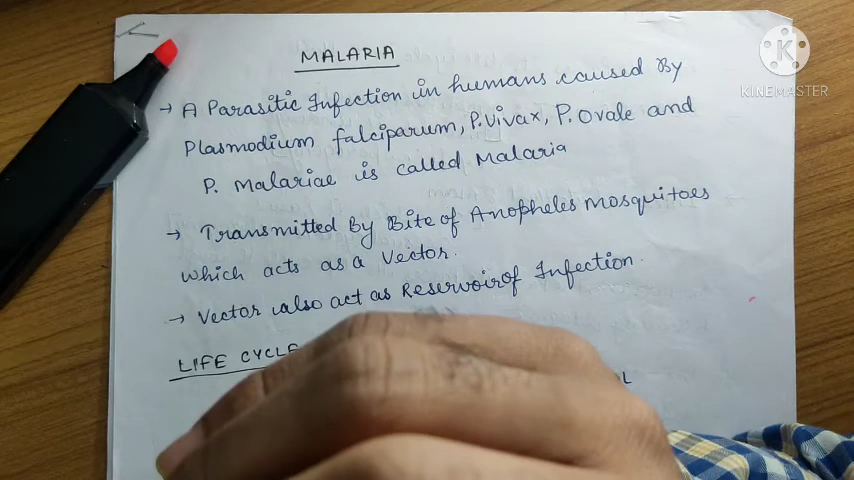 MALARIA
→ A Parasitic Infection in humans caused By
Plasmodium falciparum, P. Vivax, P. Ovale and
P. Malariae is called Malaria
→ Transmitted By Bite of Anopheles Mosquitoes
which acts as a Vector.
→ Vector also act as Reservoir of Infection.
LIFE CYCLE
KINEMASTER